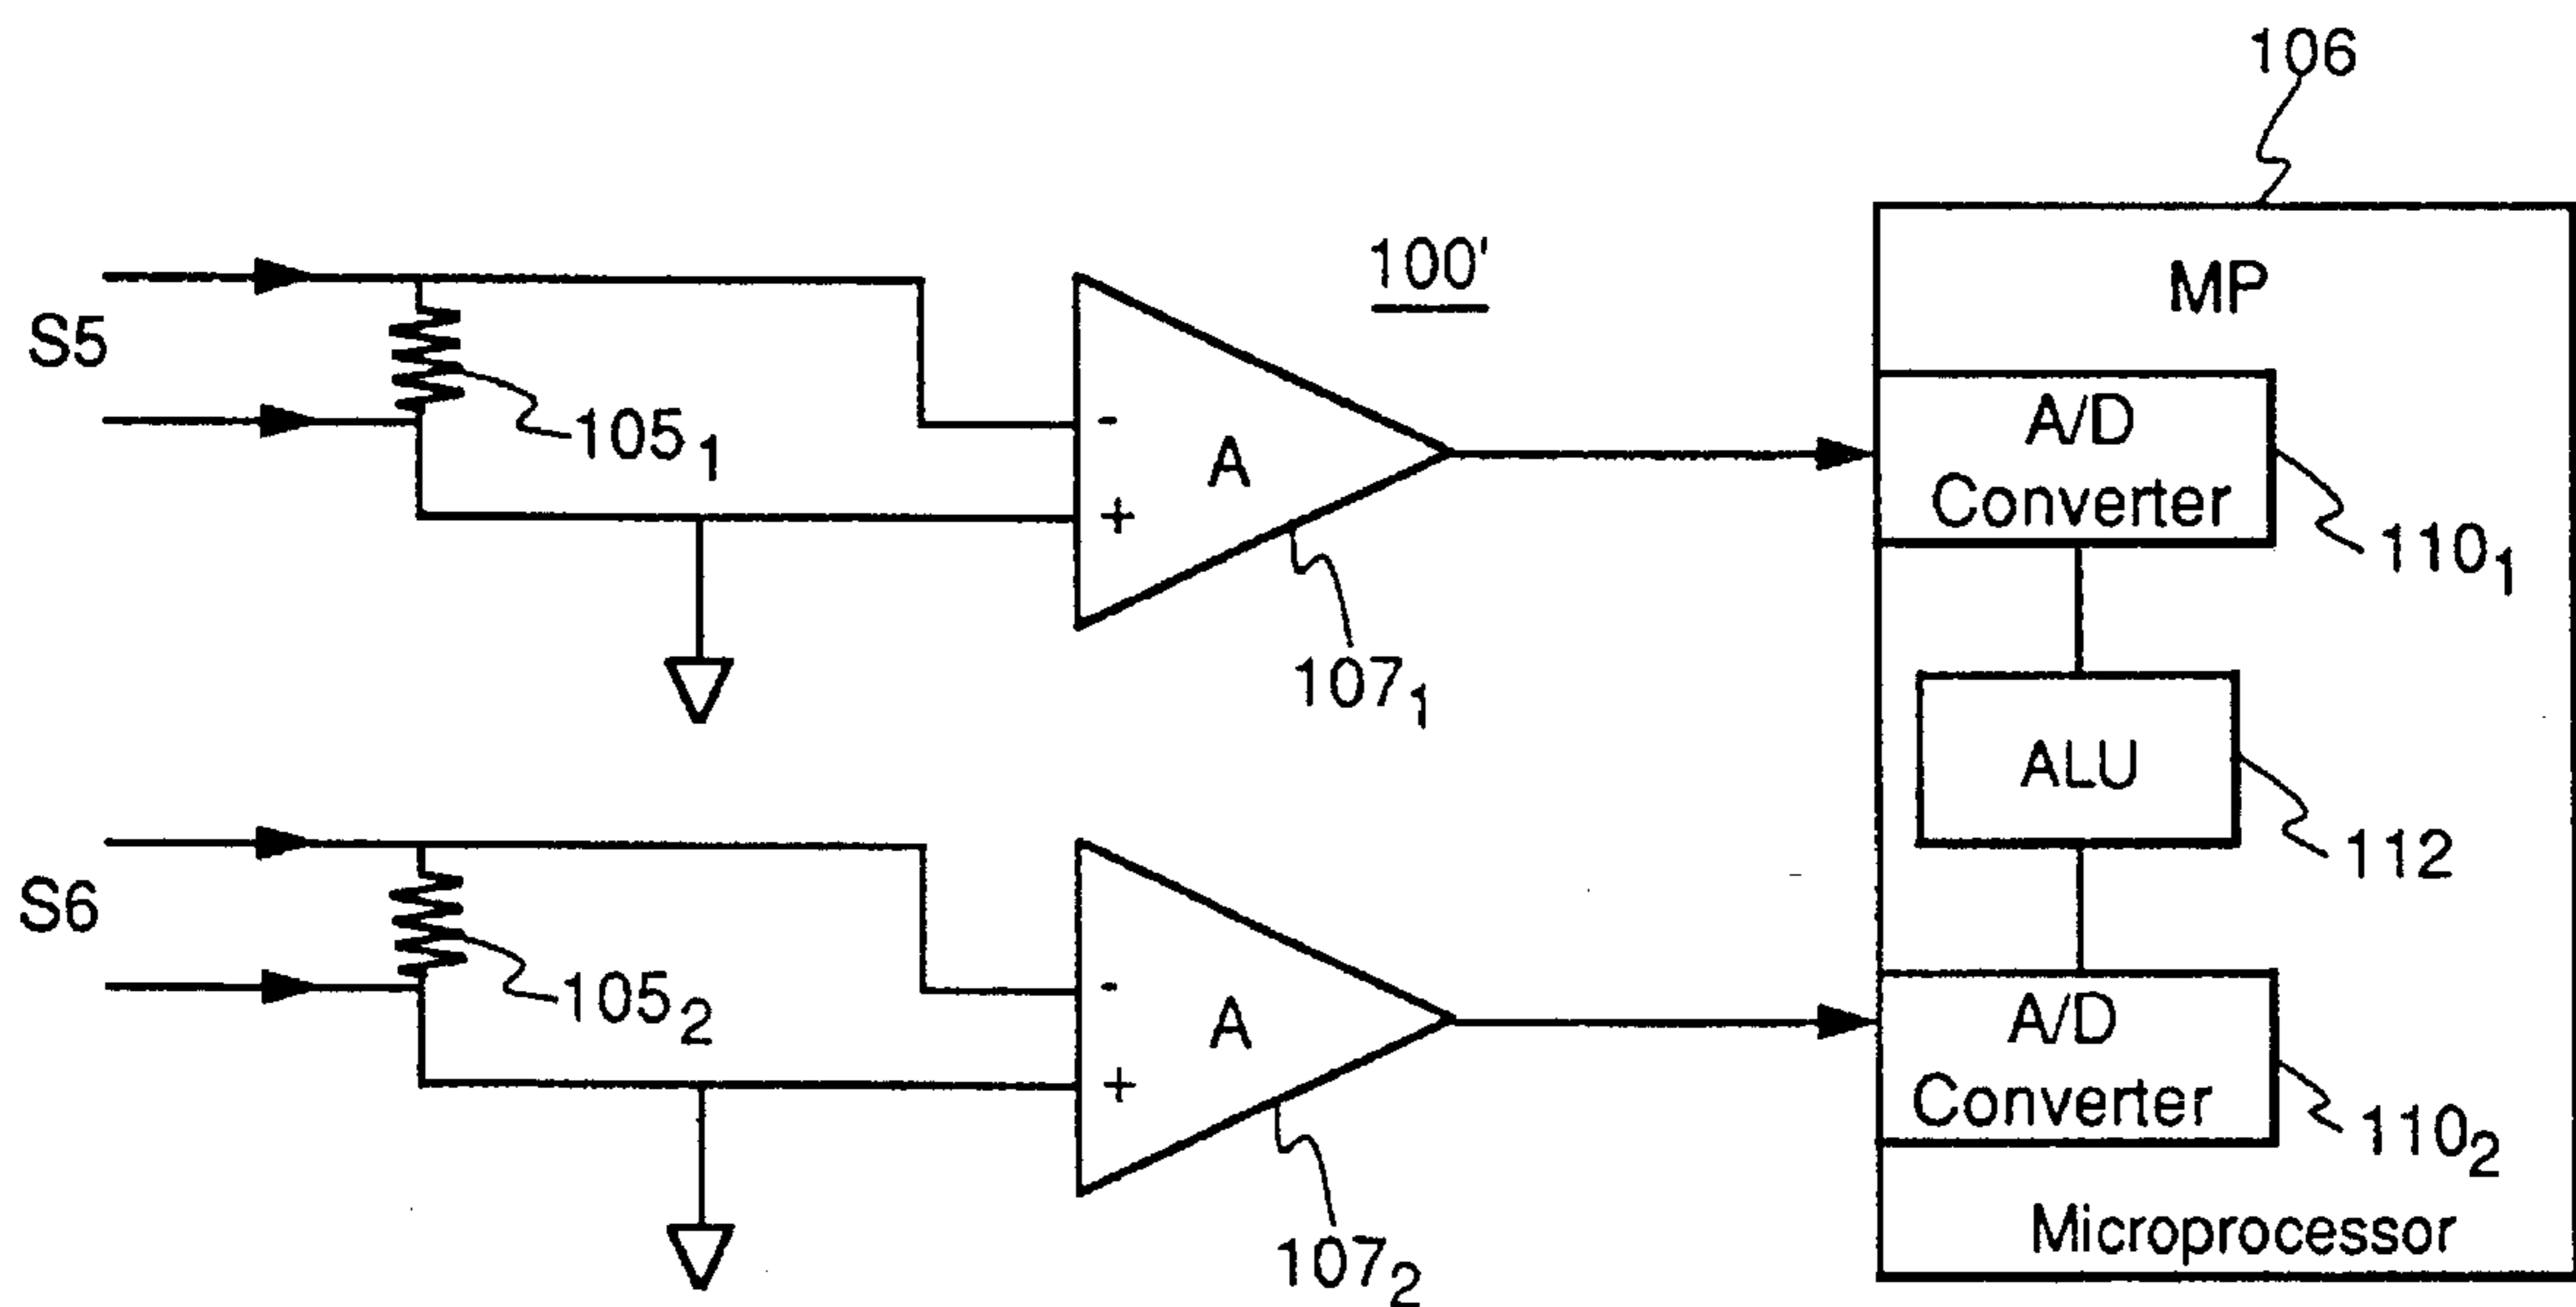 106
100'
MP
S5
A/D
Converter
-
A
+
105₁
110₁
107₁
ALU
112
S6
A/D
Converter
-
A
+
105₂
110₂
107₂
Microprocessor